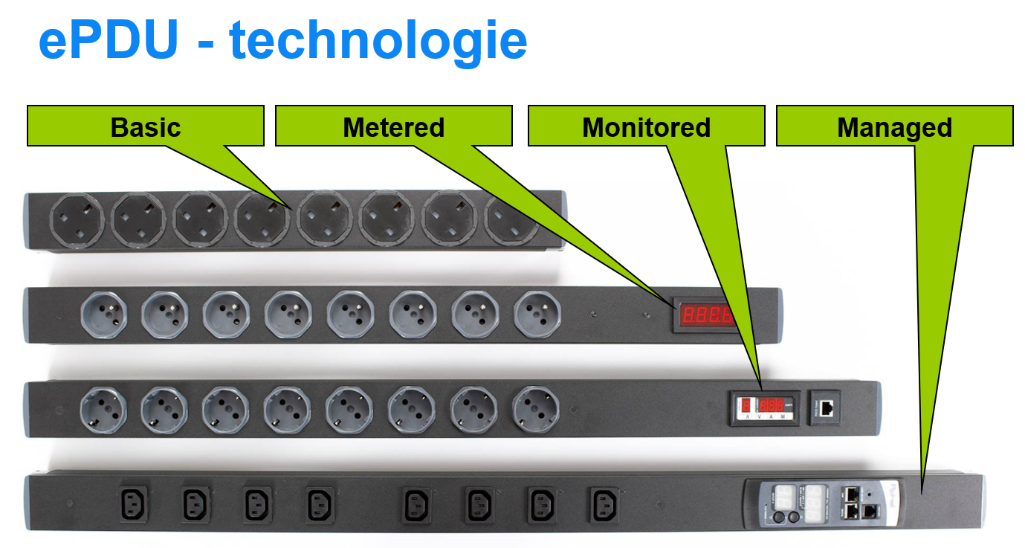 ePDU - technologie
Basic
Metered
Monitored
Managed